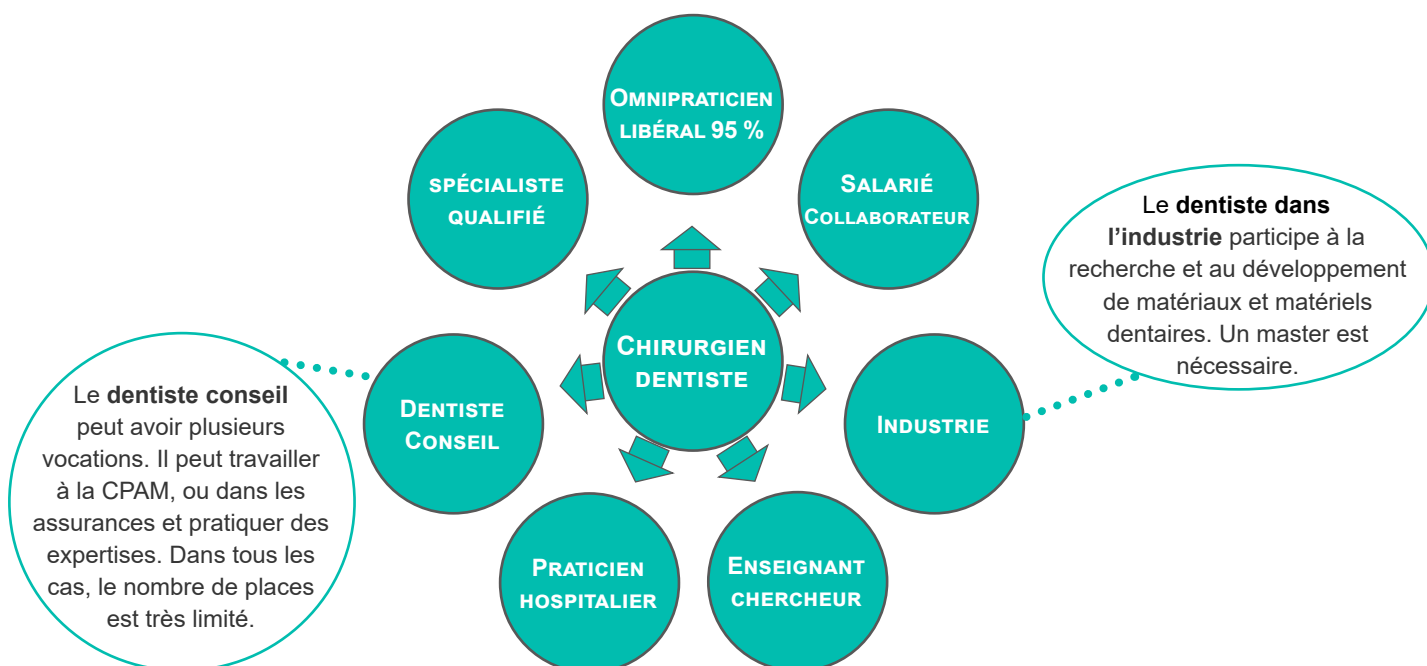 OMNIPRATICIEN
LIBÉRAL 95 %
SPÉCIALISTE
QUALIFIÉ
SALARIÉ
COLLABORATEUR
Le dentiste dans
l’industrie participe à la
recherche et au développement
de matériaux et matériels
dentaires. Un master est
nécessaire.
CHIRURGIEN
DENTISTE
Le dentiste conseil
peut avoir plusieurs
vocations. Il peut travailler
à la CPAM, ou dans les
assurances et pratiquer des
expertises. Dans tous les
cas, le nombre de places
est très limité.
DENTISTE
CONSEIL
INDUSTRIE
PRATICIEN
HOSPITALIER
ENSEIGNANT
CHERCHEUR